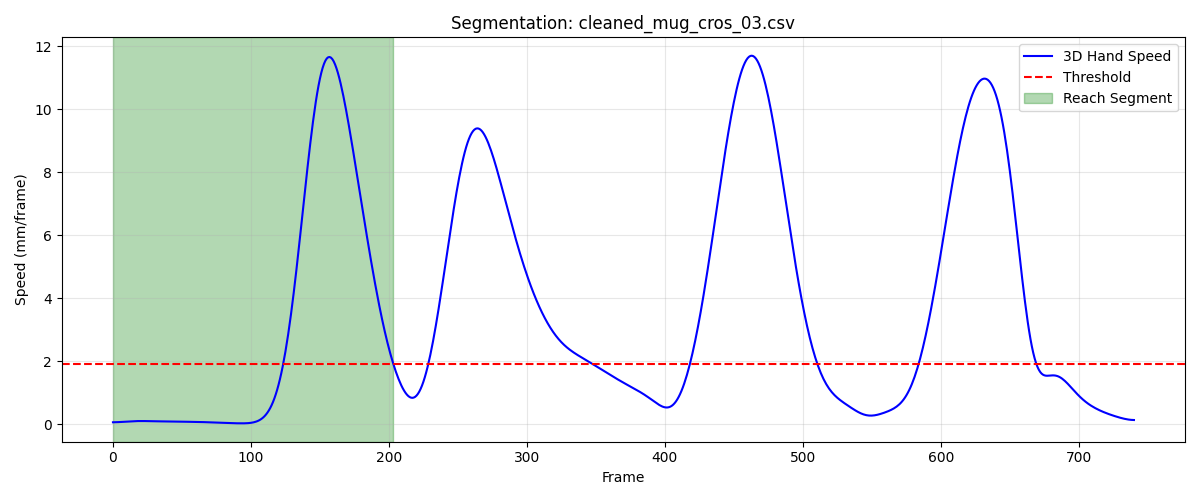 Segmentation: cleaned_mug_cros_03.csv
3D Hand Speed
Threshold
Reach Segment
Speed (mm/frame)
12
10
8
6
4
2
0
0 100 200 300 400 500 600 700
Frame